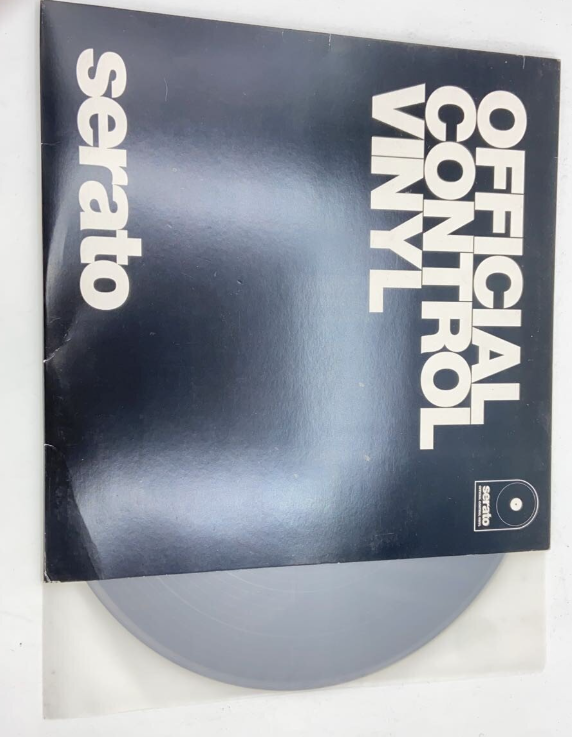 OFFICIAL
CONTROL
VINYL
serato
serato